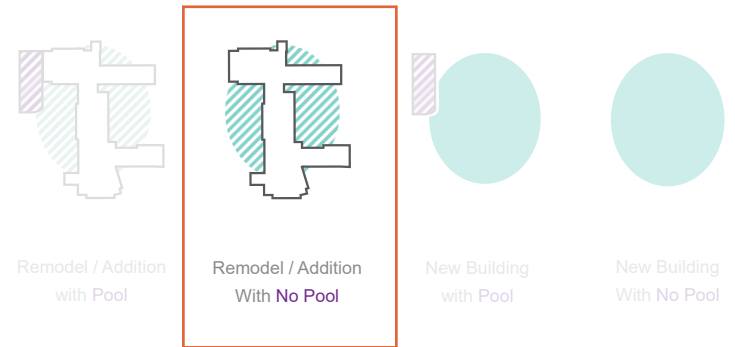 Remodel / Addition
with Pool
Remodel / Addition
With No Pool
New Building
with Pool
New Building
With No Pool